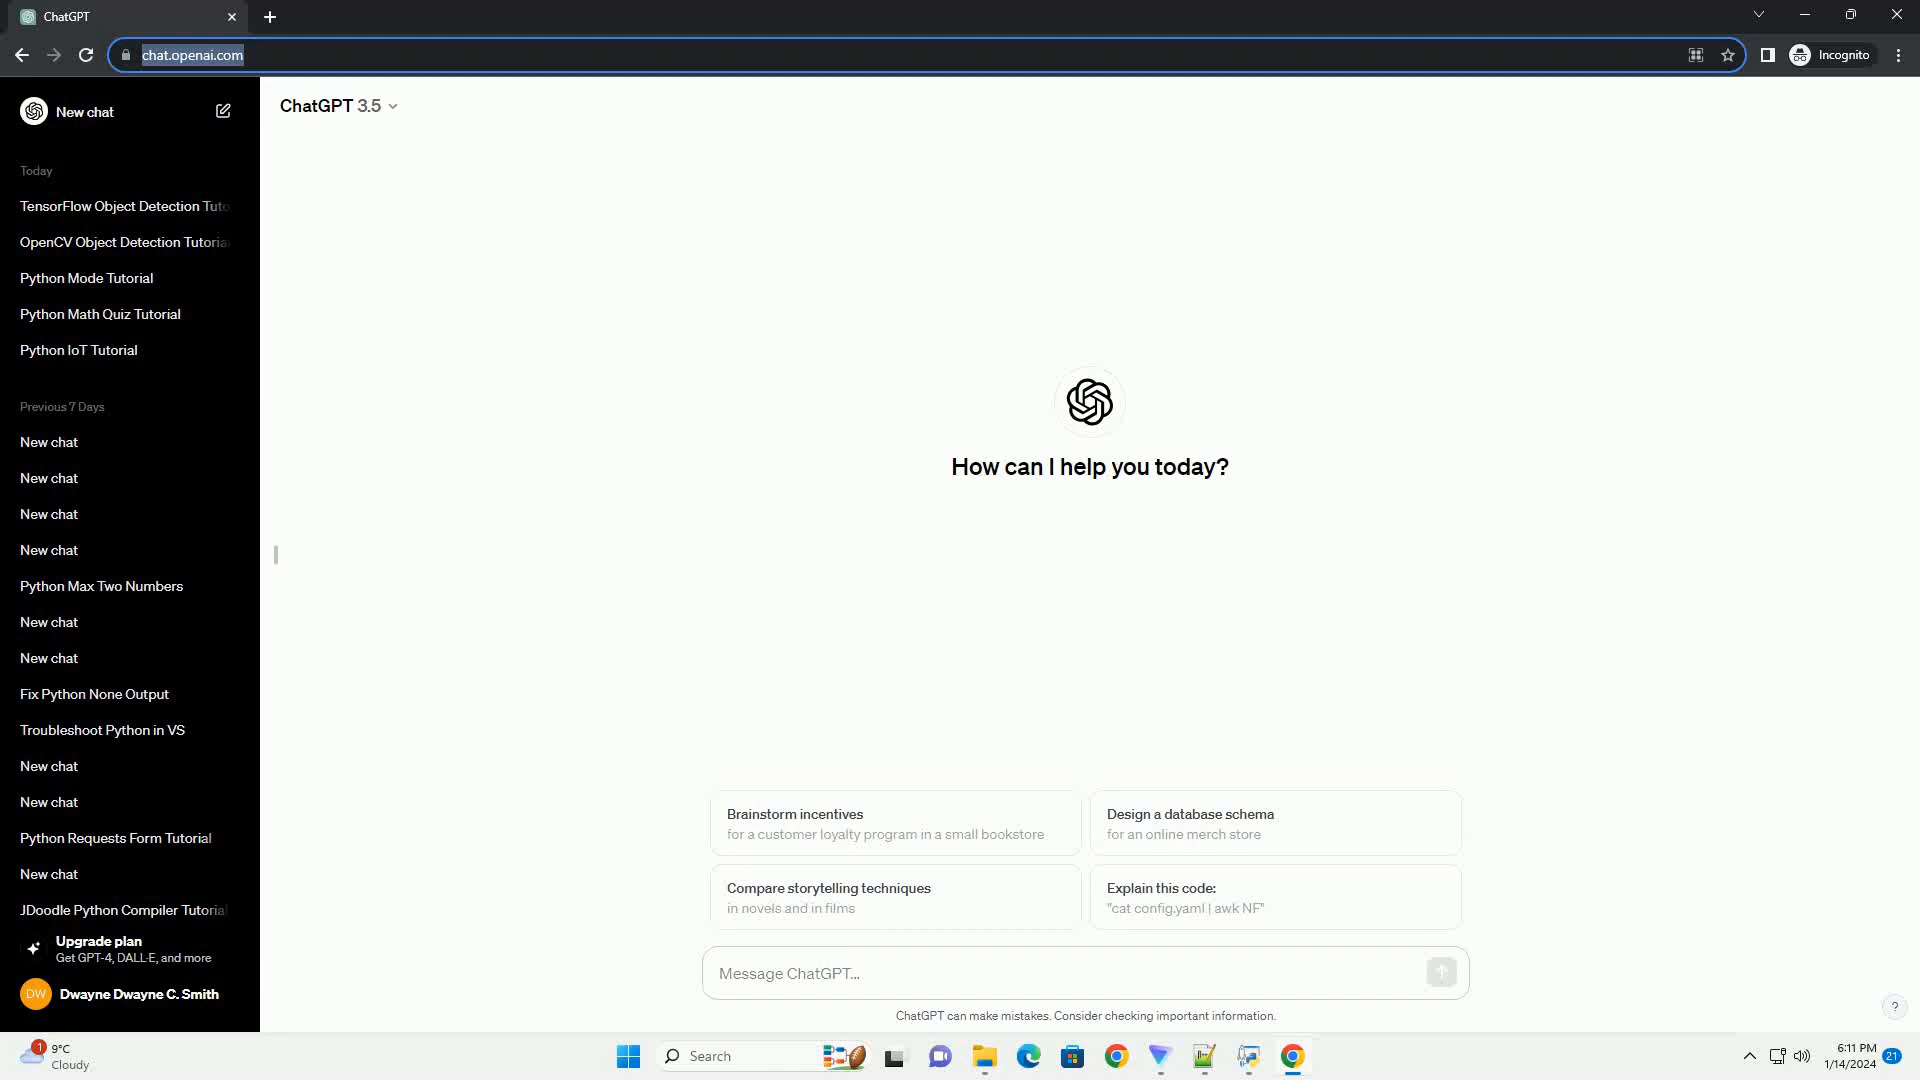 ChatGPT
chat.openai.com
Incognito
New chat
ChatGPT 3.5
Today
TensorFlow Object Detection Tuto
OpenCV Object Detection Tutorial
Python Mode Tutorial
Python Math Quiz Tutorial
Python IoT Tutorial
Previous 7 Days
New chat
New chat
New chat
New chat
Python Max Two Numbers
New chat
New chat
Fix Python None Output
Troubleshoot Python in VS
New chat
New chat
Python Requests Form Tutorial
New chat
JDoodle Python Compiler Tutorial
Upgrade plan
Get GPT-4, DALL·E, and more
DW
Dwayne Dwayne C. Smith
How can I help you today?
Brainstorm incentives
for a customer loyalty program in a small bookstore
Design a database schema
for an online merch store
Compare storytelling techniques
in novels and in films
Explain this code:
"cat config.yaml | awk NF"
Message ChatGPT...
ChatGPT can make mistakes. Consider checking important information.
?
1
9°C
Cloudy
Search
6:11 PM
1/14/2024
21